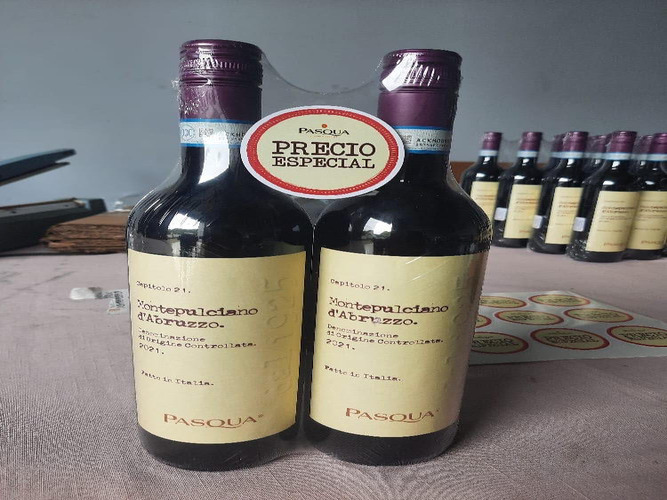 PASQUA
PRECIO
ESPECIAL
Capitolo 21.
Montepulciano
d'Abruzzo.
Denominazione
di Origine Controllata.
2021.
Fatto in Italia.
PASQUA
Capitolo 21.
Montepulciano
d'Abruzzo.
Denominazione
di Origine Controllata.
2021.
Fatto in Italia.
PASQUA